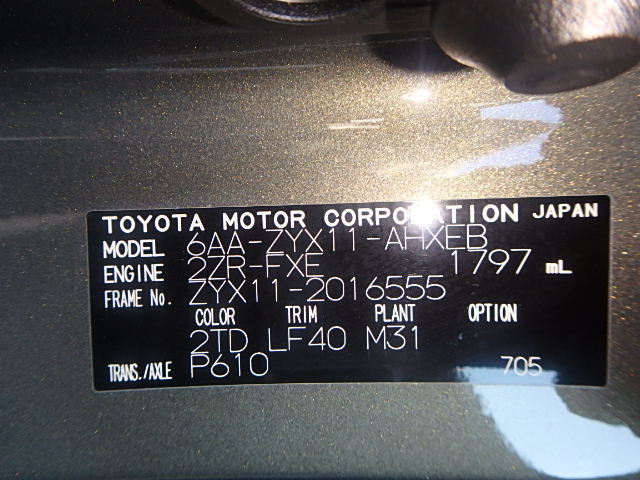 TOYOTA MOTOR CORPORATION JAPAN
MODEL 6AA-ZYX11-AHXEB
ENGINE 2ZR-FXE 1797 mL
FRAME No. ZYX11-2016555
COLOR TRIM PLANT OPTION
2TD LF40 M31
TRANS./AXLE P610 705